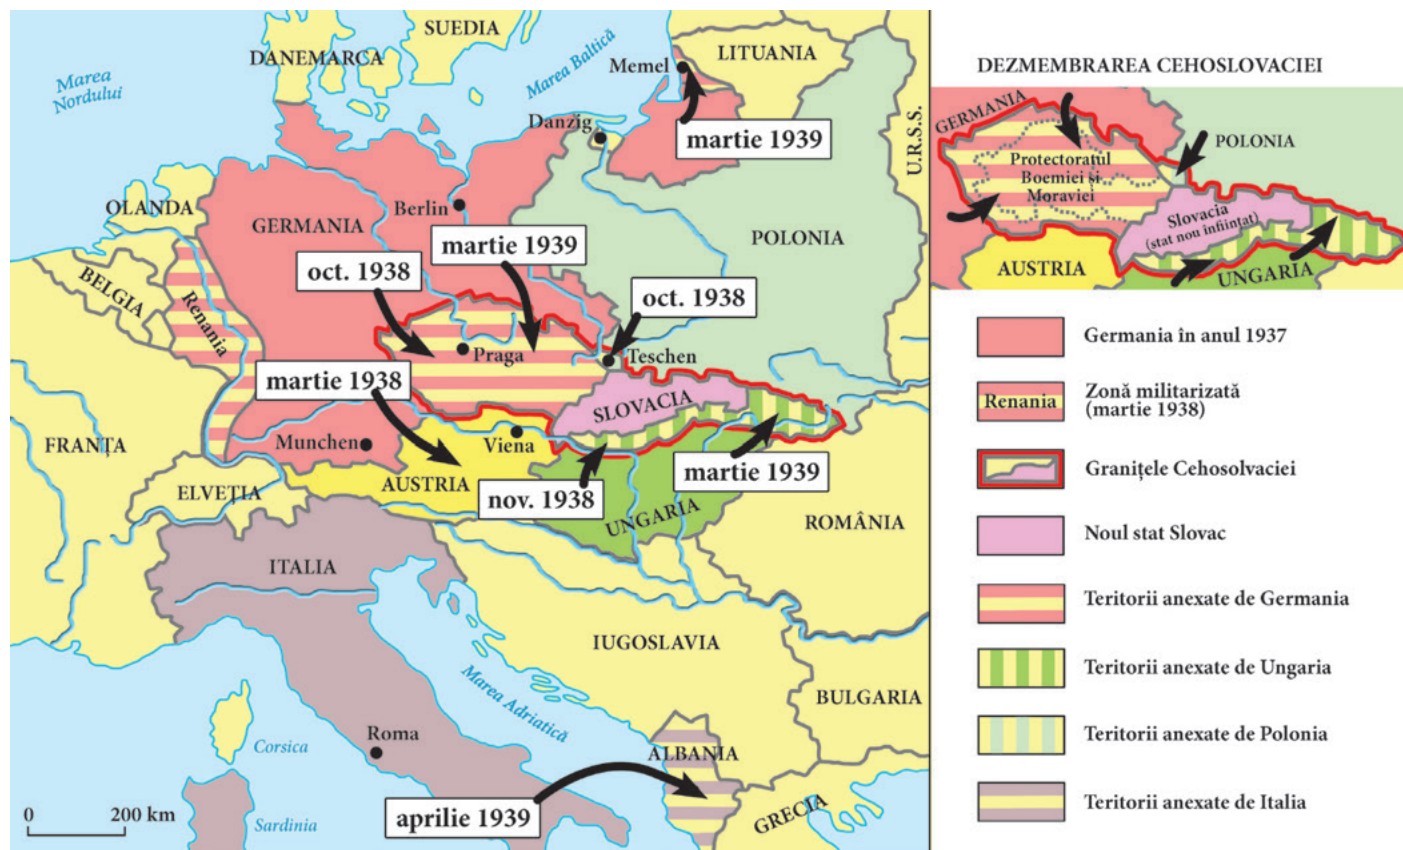 SUEDIA
DANEMARCA
Marea
Nordului
Marea Baltică
LITUANIA
Memel
martie 1939
Danzig
U.R.S.S.
OLANDA
Berlin
GERMANIA
martie 1939
POLONIA
BELGIA
Renania
oct. 1938
oct. 1938
Praga
Teschen
martie 1938
SLOVACIA
FRANȚA
Munchen
Viena
martie 1939
ELVEȚIA
AUSTRIA
nov. 1938
UNGARIA
ROMÂNIA
ITALIA
IUGOSLAVIA
Marea Adriatică
BULGARIA
Roma
Corsica
ALBANIA
aprilie 1939
GRECIA
0
200 km
Sardinia
DEZMEMBRAREA CEHOSLOVACIEI
GERMANIA
POLONIA
Protectoratul
Boemiei și
Moraviei
Slovacia
(stat nou înființat)
AUSTRIA
UNGARIA
Germania în anul 1937
Renania
Zonă militarizată
(martie 1938)
Granițele Cehosolvaciei
Noul stat Slovac
Teritorii anexate de Germania
Teritorii anexate de Ungaria
Teritorii anexate de Polonia
Teritorii anexate de Italia